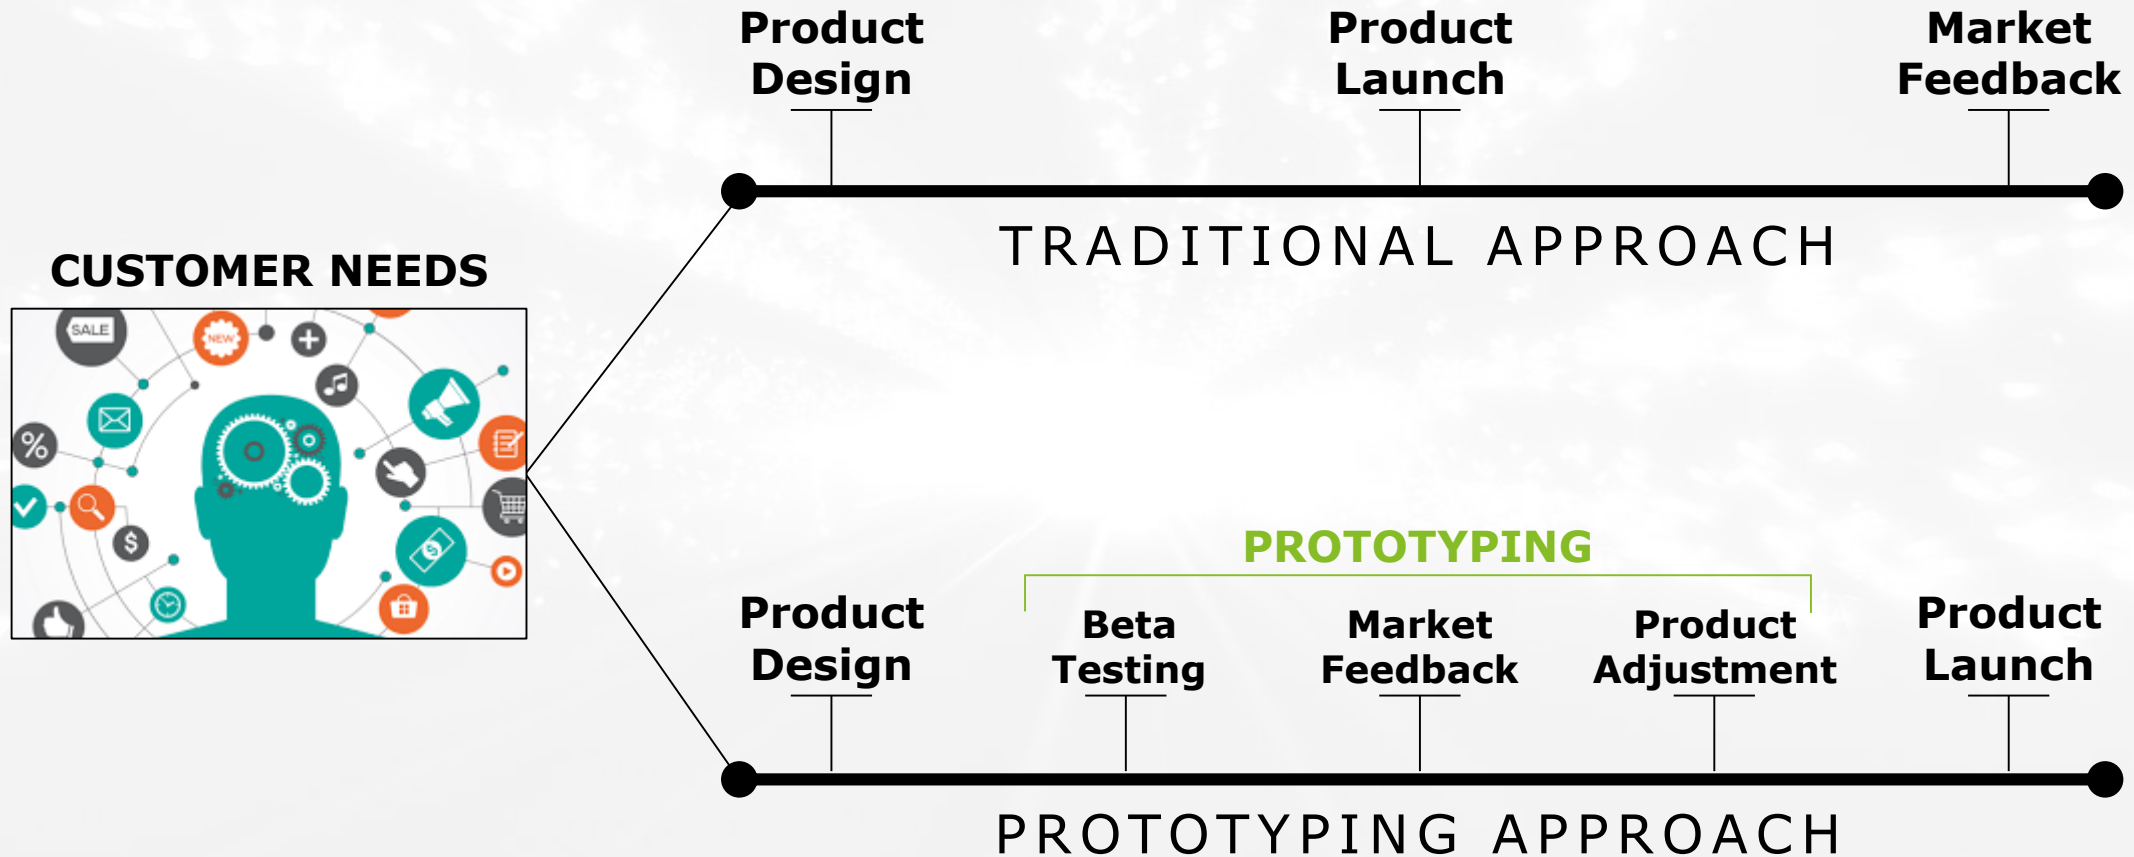 Product
Design
Product
Launch
Market
Feedback
TRADITIONAL APPROACH
CUSTOMER NEEDS
SALE
NEW
%
$
$
PROTOTYPING
Product
Design
Beta
Testing
Market
Feedback
Product
Adjustment
Product
Launch
PROTOTYPING APPROACH